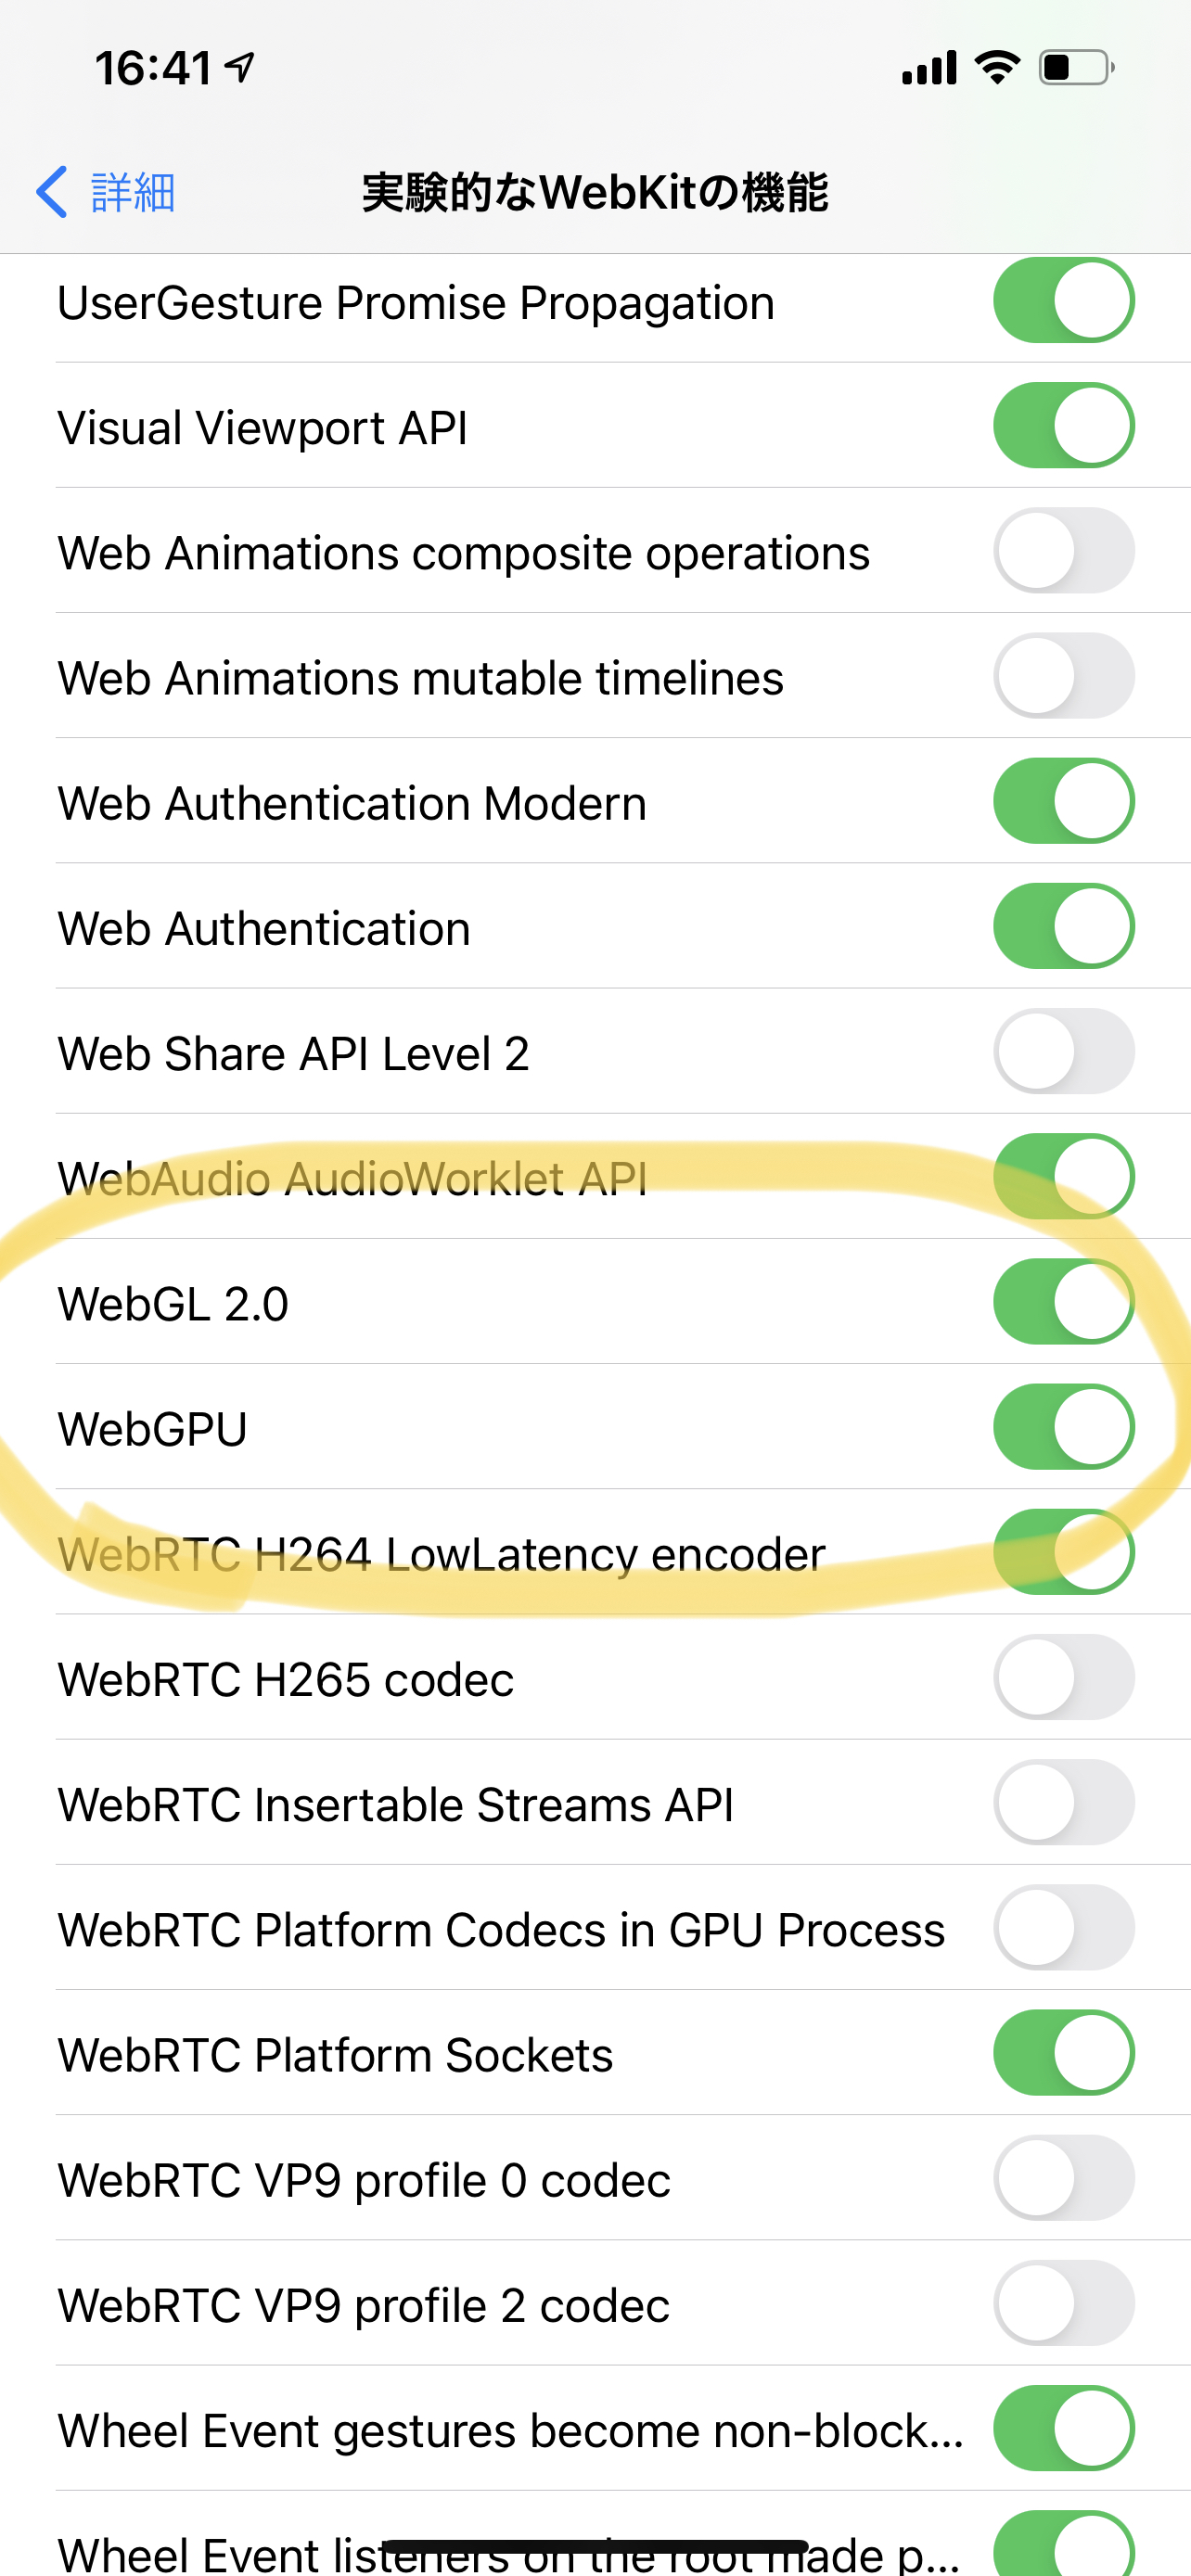 16:41
詳細
実験的なWebKitの機能
UserGesture Promise Propagation
Visual Viewport API
Web Animations composite operations
Web Animations mutable timelines
Web Authentication Modern
Web Authentication
Web Share API Level 2
WebAudio AudioWorklet API
WebGL 2.0
WebGPU
WebRTC H264 LowLatency encoder
WebRTC H265 codec
WebRTC Insertable Streams API
WebRTC Platform Codecs in GPU Process
WebRTC Platform Sockets
WebRTC VP9 profile 0 codec
WebRTC VP9 profile 2 codec
Wheel Event gestures become non-block...
Wheel Event listeners on the root made p...